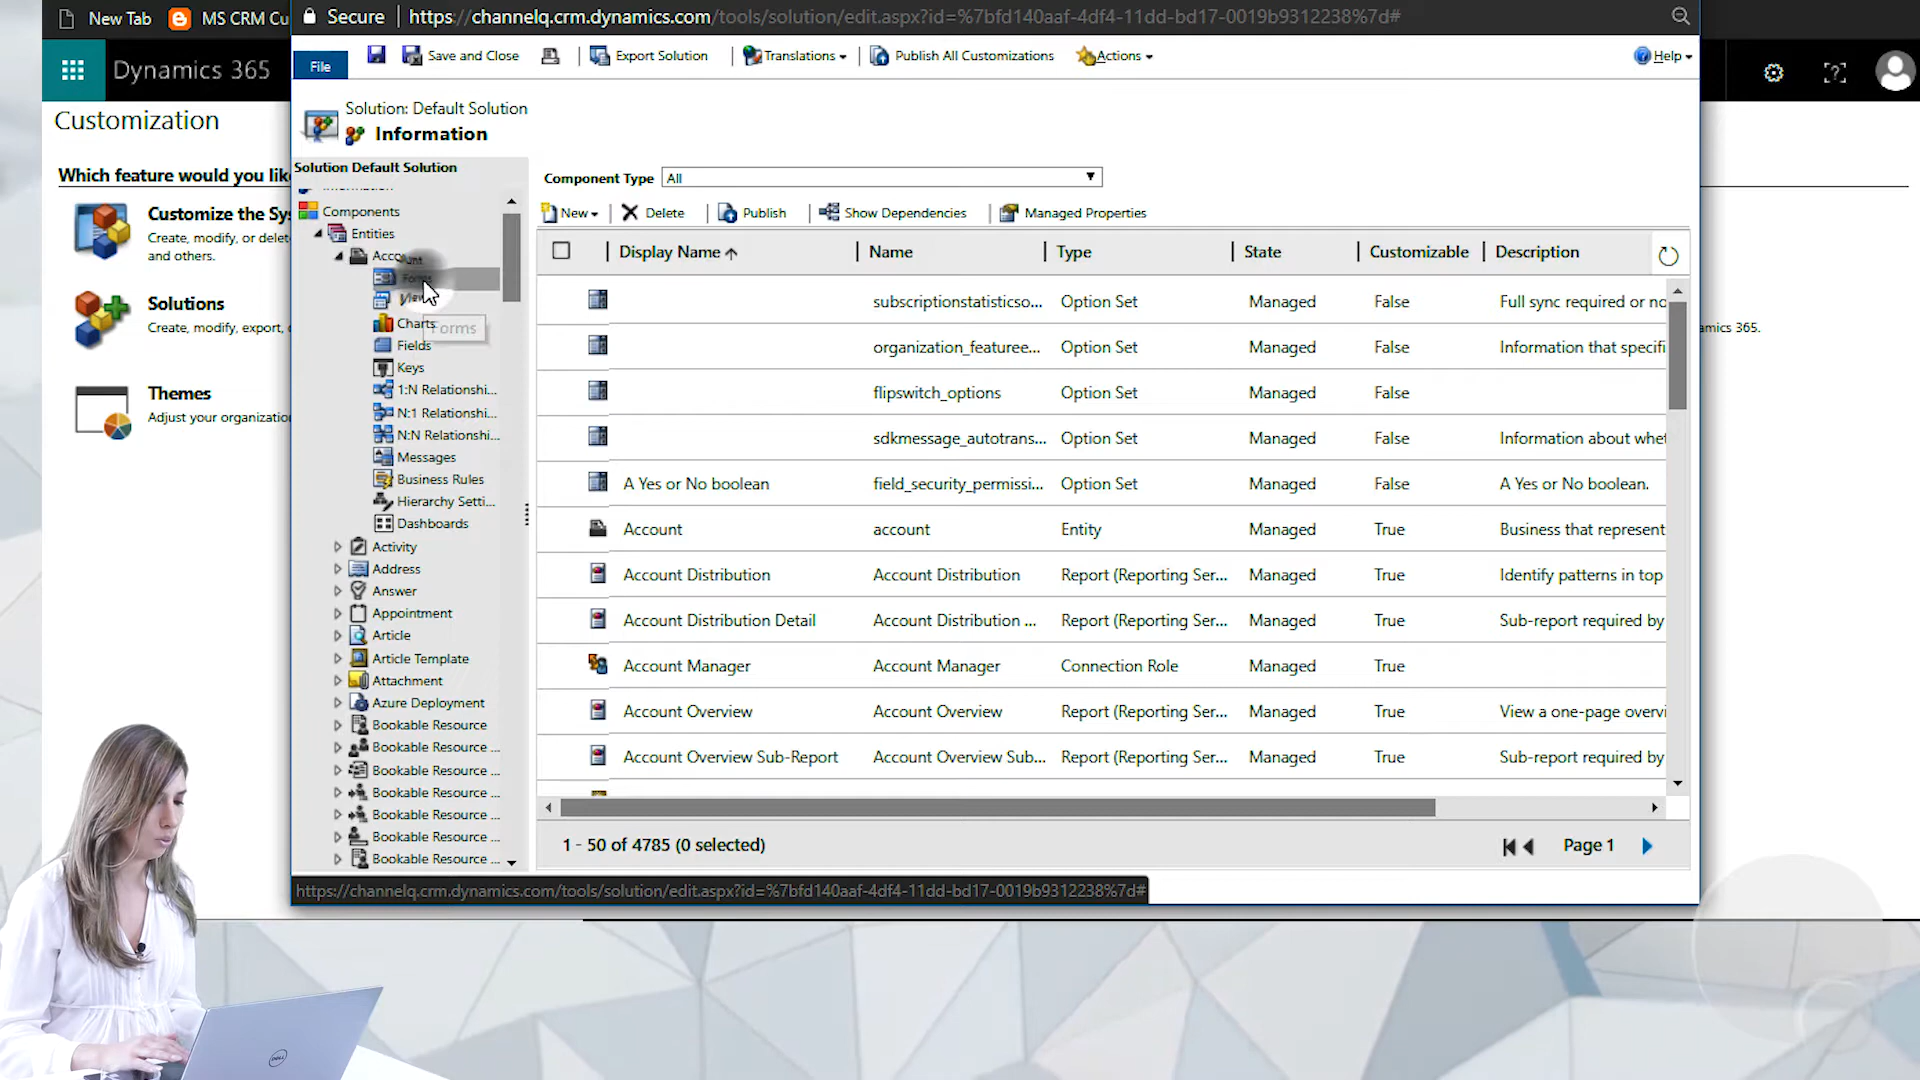 New Tab
MS CRM Cu
Secure
https://channelq.crm.dynamics.com/tools/solution/edit.aspx?id=%7bfd140aaf-4df4-11dd-bd17-0019b9312238%7d#
Dynamics 365
File
Save and Close
Export Solution
Translations
Publish All Customizations
Actions
Help
Customization
Which feature would you lik
Customize the Sys
Create, modify, or delet
and others.
Solutions
Create, modify, export,
Themes
Adjust your organizatio
amics 365.
Solution: Default Solution
Information
Solution Default Solution
Components
Entities
Charts
Forms
Fields
Keys
1:N Relationshi...
N:1 Relationshi...
N:N Relationshi...
Messages
Business Rules
Hierarchy Setti...
Dashboards
Activity
Address
Answer
Appointment
Article
Article Template
Attachment
Azure Deployment
Bookable Resource
Bookable Resource ...
Bookable Resource ...
Bookable Resource ...
Bookable Resource ...
Bookable Resource ...
Bookable Resource ...
Component Type All
New Delete Publish Show Dependencies Managed Properties
Display Name Name Type State Customizable Description
subscriptionstatisticso... Option Set Managed False Full sync required or no
organization_featuree... Option Set Managed False Information that specifi
flipswitch_options Option Set Managed False
sdkmessage_autotrans... Option Set Managed False Information about whet
A Yes or No boolean field_security_permissi... Option Set Managed False A Yes or No boolean.
Account account Entity Managed True Business that represent
Account Distribution Account Distribution Report (Reporting Ser... Managed True Identify patterns in top
Account Distribution Detail Account Distribution ... Report (Reporting Ser... Managed True Sub-report required by
Account Manager Account Manager Connection Role Managed True
Account Overview Account Overview Report (Reporting Ser... Managed True View a one-page overvi
Account Overview Sub-Report Account Overview Sub... Report (Reporting Ser... Managed True Sub-report required by
1 - 50 of 4785 (0 selected)
Page 1
https://channelq.crm.dynamics.com/tools/solution/edit.aspx?id=%7bfd140aaf-4df4-11dd-bd17-0019b9312238%7d#
DELL